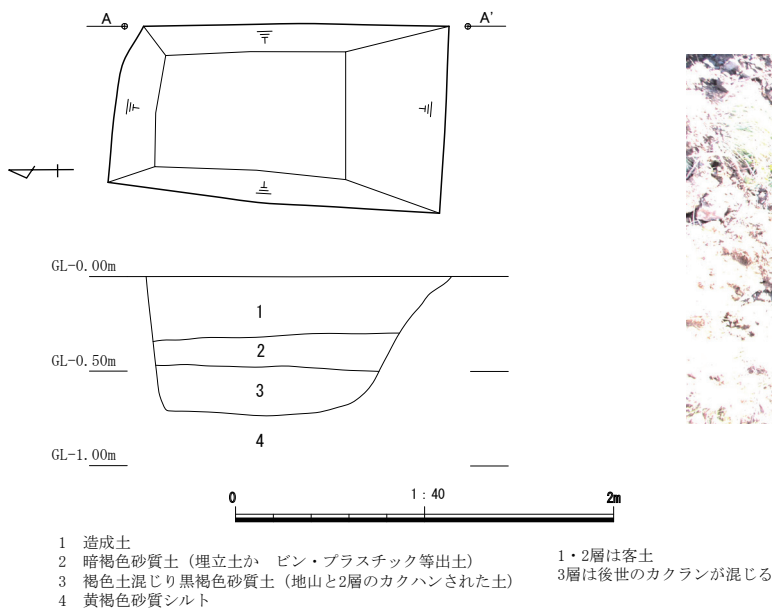 A A'
GL-0.00m
1
2
GL-0.50m
3
4
GL-1.00m
0 1：40 2m
1 造成土
2 暗褐色砂質土（埋立土か　ビン・プラスチック等出土）
3 褐色土混じり黒褐色砂質土（地山と2層のカクハンされた土）
4 黄褐色砂質シルト
1・2層は客土
3層は後世のカクランが混じる